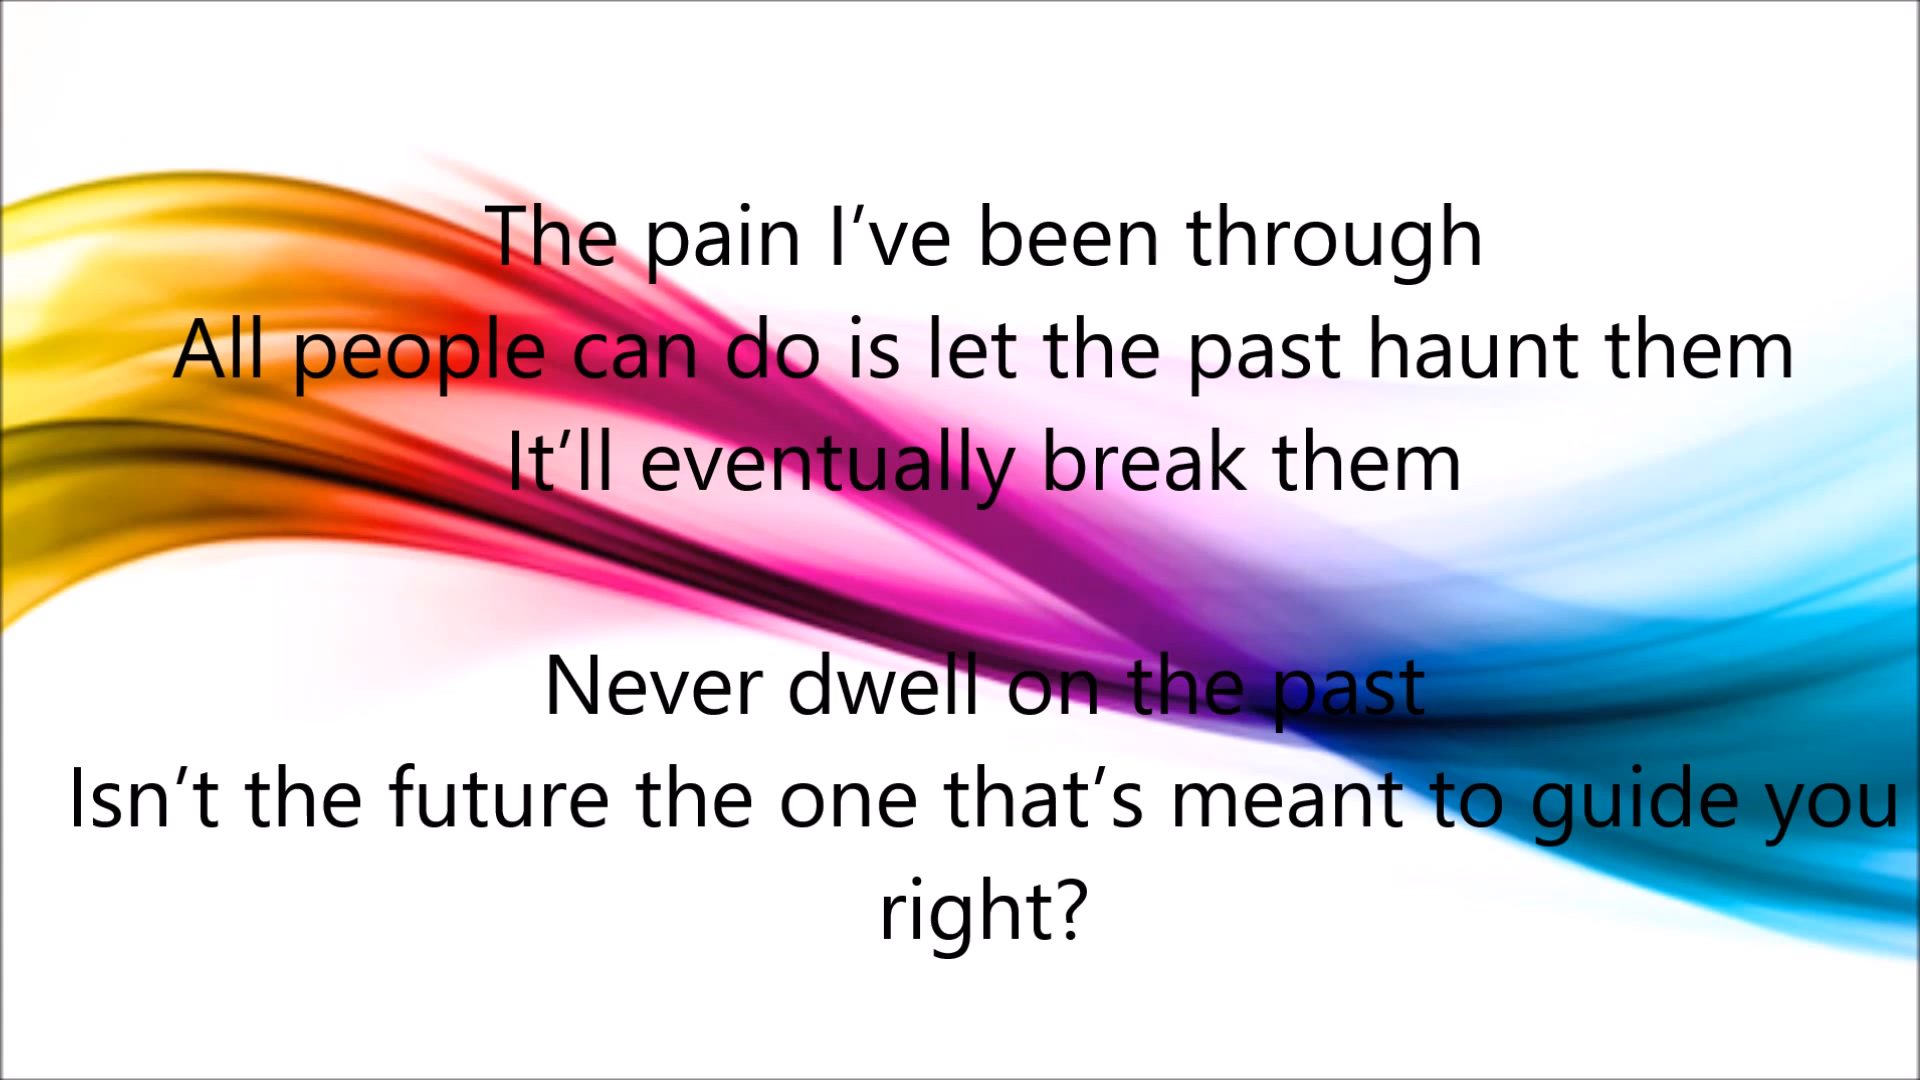 The pain I’ve been through
All people can do is let the past haunt them
It’ll eventually break them
Never dwell on the past
Isn’t the future the one that’s meant to guide you
right?